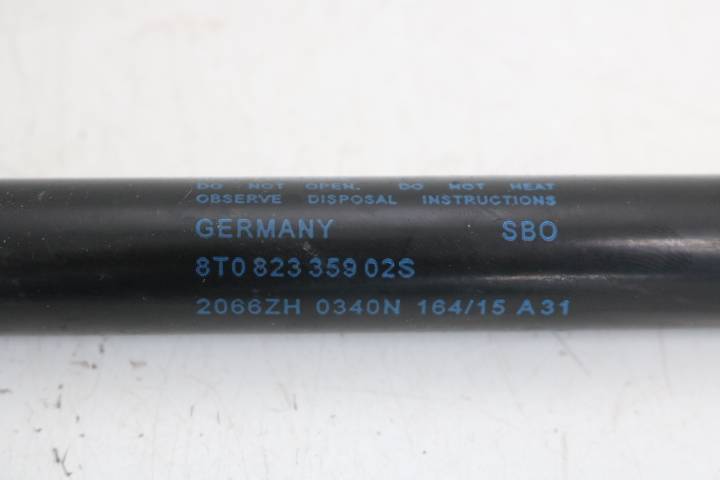 DO NOT OPEN. DO NOT HEAT
OBSERVE DISPOSAL INSTRUCTIONS
GERMANY SBO
8T0 823 359 02S
2066ZH 0340N 164/15 A31